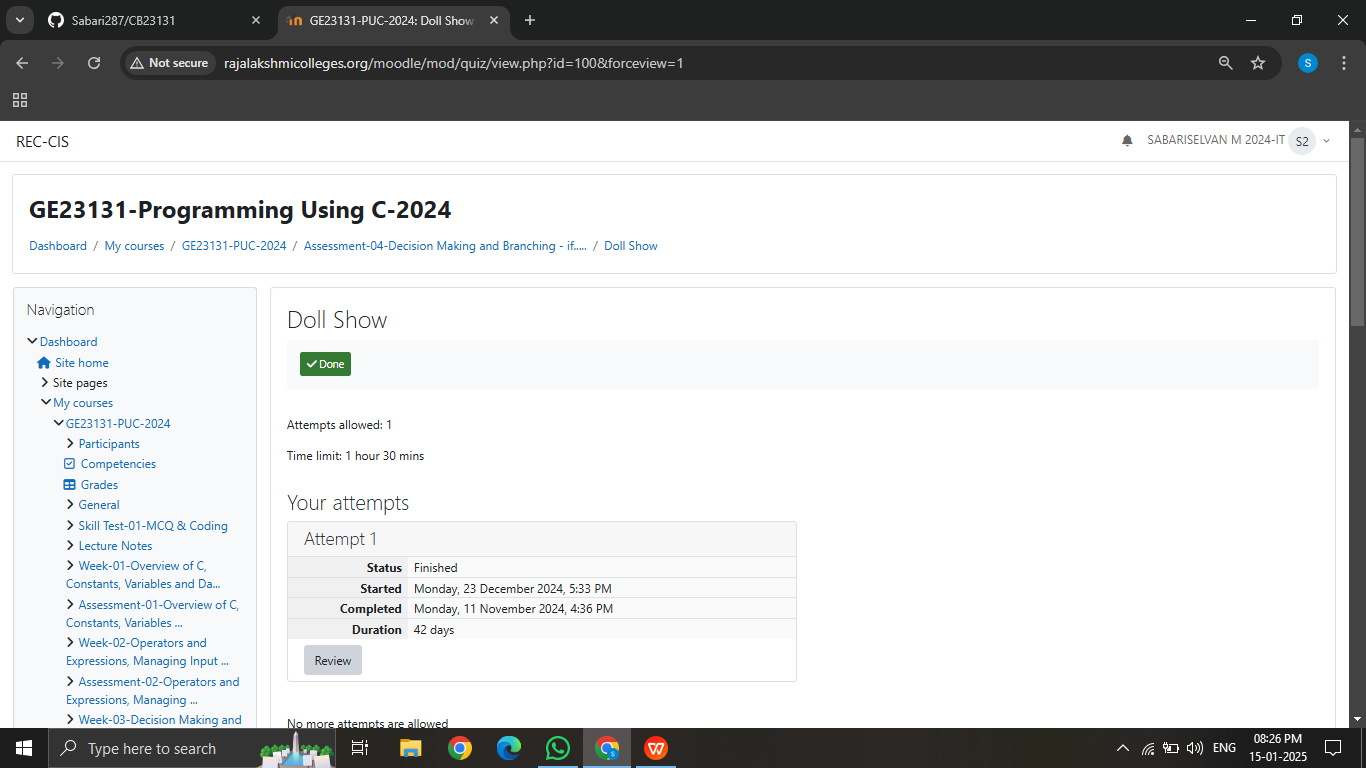 Sabari287/CB23131
GE23131-PUC-2024: Doll Show
Not secure
rajalakshmicolleges.org/moodle/mod/quiz/view.php?id=100&forceview=1
S
REC-CIS
SABARISELVAN M 2024-IT
S2
GE23131-Programming Using C-2024
Dashboard / My courses / GE23131-PUC-2024 / Assessment-04-Decision Making and Branching - if..... / Doll Show
Navigation
Dashboard
Site home
Site pages
My courses
GE23131-PUC-2024
Participants
Competencies
Grades
General
Skill Test-01-MCQ & Coding
Lecture Notes
Week-01-Overview of C,
Constants, Variables and Da...
Assessment-01-Overview of C,
Constants, Variables ...
Week-02-Operators and
Expressions, Managing Input ...
Assessment-02-Operators and
Expressions, Managing ...
Week-03-Decision Making and
Doll Show
Done
Attempts allowed: 1
Time limit: 1 hour 30 mins
Your attempts
Attempt 1
Status Finished
Started Monday, 23 December 2024, 5:33 PM
Completed Monday, 11 November 2024, 4:36 PM
Duration 42 days
Review
No more attempts are allowed
Type here to search
ENG
08:26 PM
15-01-2025